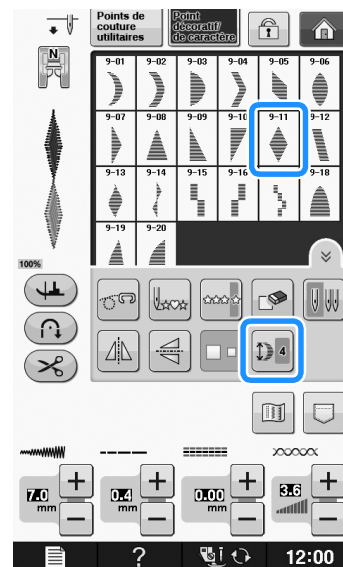 Points de
couture
utilitaires
Point
décoratif/
de caractère
N
9-01 9-02 9-03 9-04 9-05 9-06
9-07 9-08 9-09 9-10 9-11 9-12
9-13 9-14 9-15 9-16 9-18
9-19 9-20
100%
4
7.0
mm
0.4
mm
0.00
mm
3.6
?
12:00